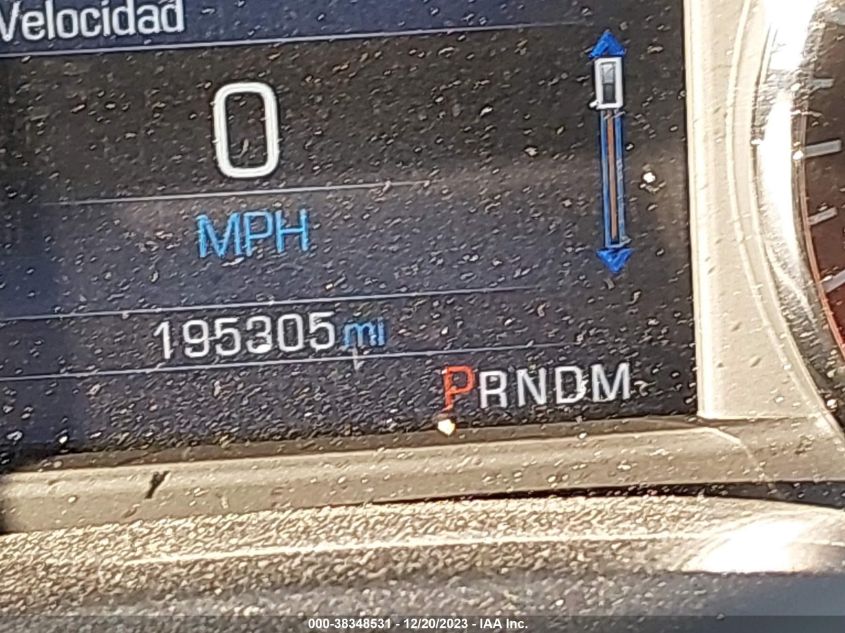 Velocidad
0
MPH
195305 mi
PRNDM
000-38348531 - 12/20/2023 - IAA Inc.